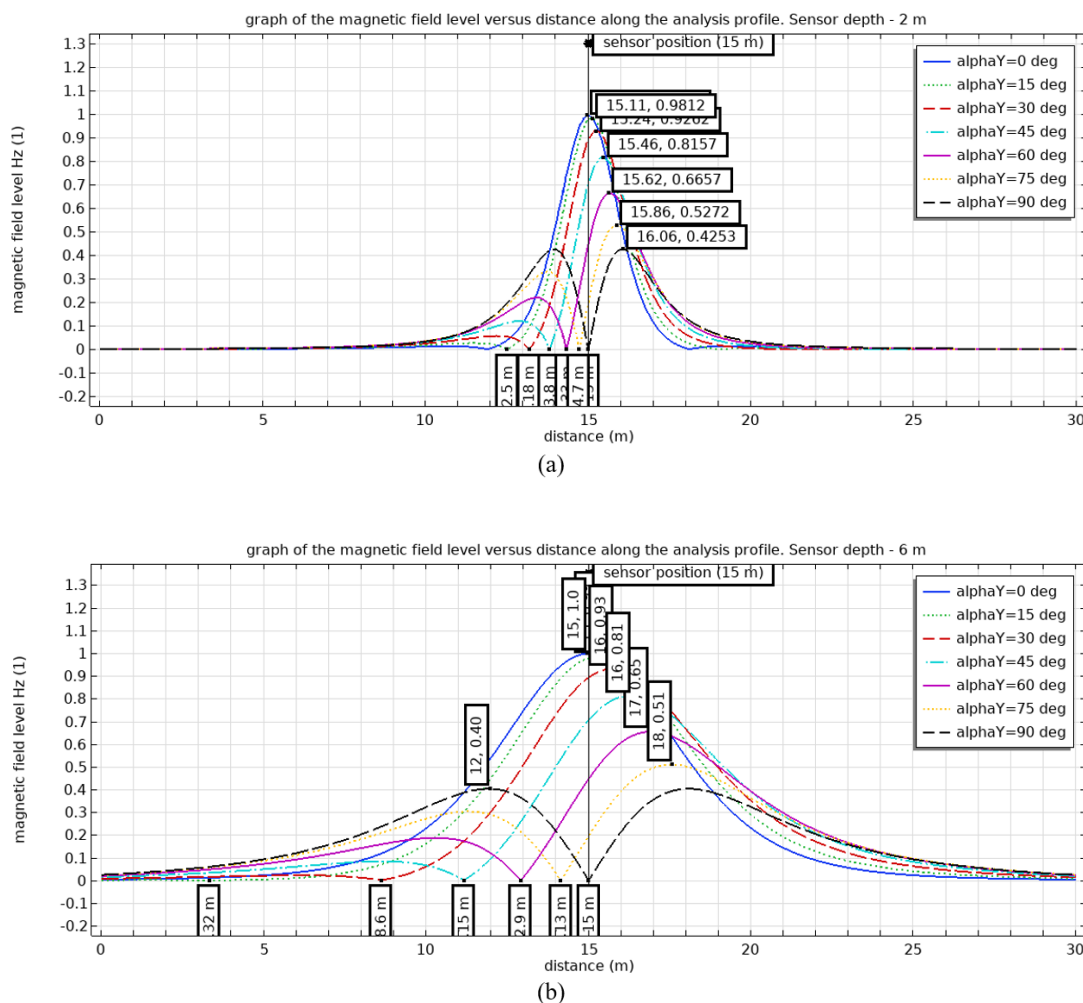 graph of the magnetic field level versus distance along the analysis profile. Sensor depth - 2 m
sensor position (15 m)
magnetic field level Hz (1)
1.3
1.2
1.1
1
0.9
0.8
0.7
0.6
0.5
0.4
0.3
0.2
0.1
0
-0.1
-0.2
15.11, 0.9812
15.46, 0.8157
15.62, 0.6657
15.86, 0.5272
16.06, 0.4253
alphaY=0 deg
alphaY=15 deg
alphaY=30 deg
alphaY=45 deg
alphaY=60 deg
alphaY=75 deg
alphaY=90 deg
2.5 m
18 m
3.8 m
4.7 m
0 5 10 15 20 25 30
distance (m)
(a)
graph of the magnetic field level versus distance along the analysis profile. Sensor depth - 6 m
sensor position (15 m)
magnetic field level Hz (1)
1.3
1.2
1.1
1
0.9
0.8
0.7
0.6
0.5
0.4
0.3
0.2
0.1
0
-0.1
-0.2
12, 0.40
15, 1.0
16, 0.93
16, 0.81
17, 0.65
18, 0.51
alphaY=0 deg
alphaY=15 deg
alphaY=30 deg
alphaY=45 deg
alphaY=60 deg
alphaY=75 deg
alphaY=90 deg
32 m
8.6 m
15 m
2.9 m
13 m
15 m
0 5 10 15 20 25 30
distance (m)
(b)